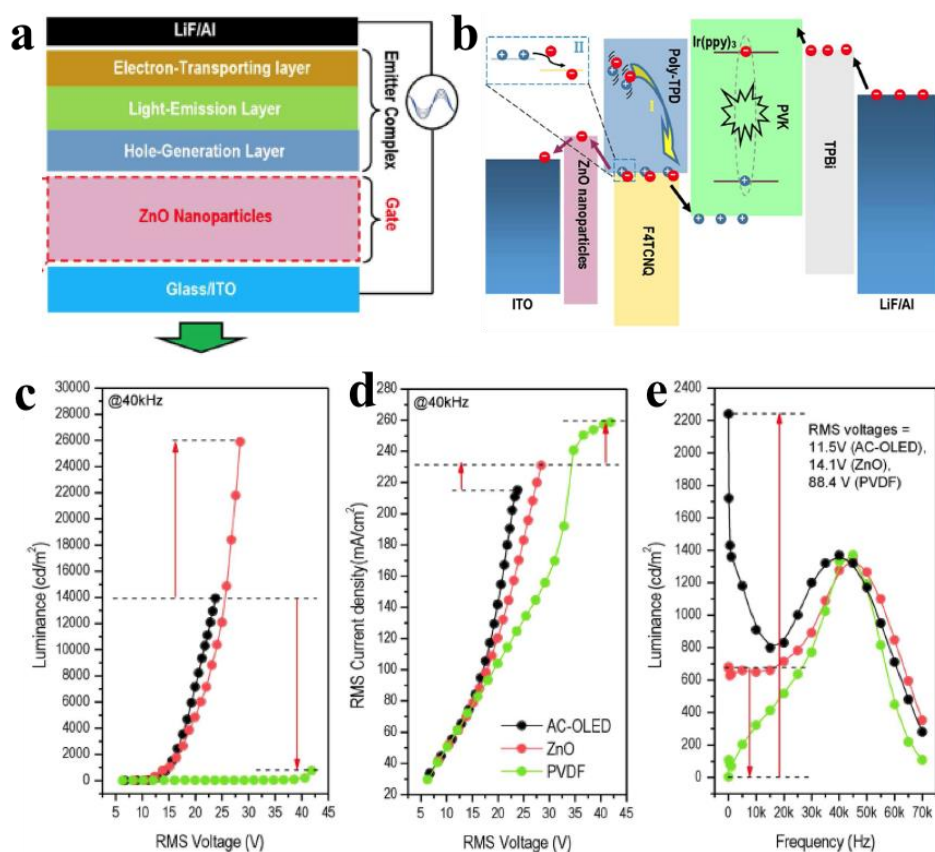 a
LiF/Al
Electron-Transporting layer
Light-Emission Layer
Hole-Generation Layer
ZnO Nanoparticles
Glass/ITO
Emitter Complex
Gate
b
II
Poly-TPD
I
Ir(ppy)3
PVK
TPBi
ZnO nanoparticles
F4TCNQ
ITO
LiF/Al
c
@40kHz
Luminance (cd/m²)
30000
28000
26000
24000
22000
20000
18000
16000
14000
12000
10000
8000
6000
4000
2000
0
5 10 15 20 25 30 35 40 45
RMS Voltage (V)
d
@40kHz
RMS Current density (mA/cm²)
280
260
240
220
200
180
160
140
120
100
80
60
40
20
AC-OLED
ZnO
PVDF
5 10 15 20 25 30 35 40 45
RMS Voltage (V)
e
RMS voltages =
11.5V (AC-OLED),
14.1V (ZnO),
88.4 V (PVDF)
Luminance (cd/m²)
2400
2200
2000
1800
1600
1400
1200
1000
800
600
400
200
0
0 10k 20k 30k 40k 50k 60k 70k
Frequency (Hz)